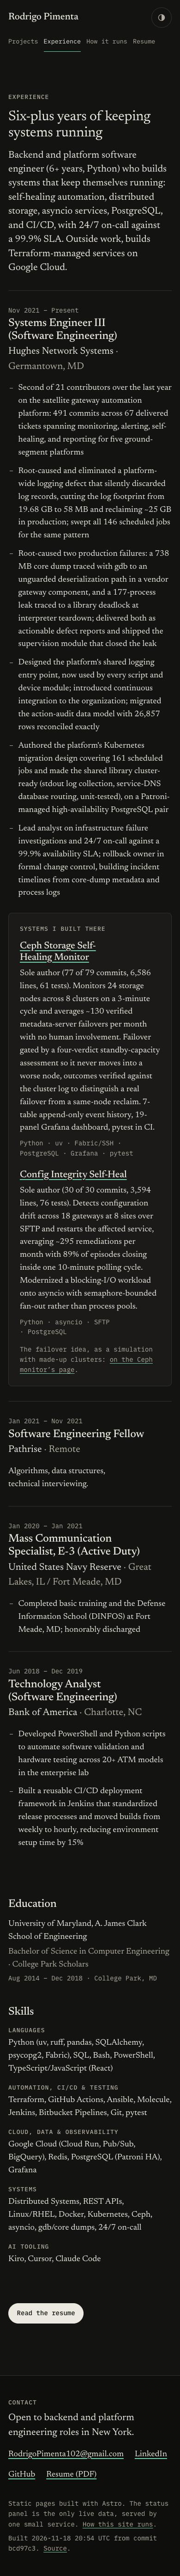 Rodrigo Pimenta
Projects Experience How it runs Resume
EXPERIENCE
Six-plus years of keeping
systems running
Backend and platform software
engineer (6+ years, Python) who builds
systems that keep themselves running:
self-healing automation, distributed
storage, asyncio services, PostgreSQL,
and CI/CD, with 24/7 on-call against
a 99.9% SLA. Outside work, builds
Terraform-managed services on
Google Cloud.
Nov 2021 – Present
Systems Engineer III
(Software Engineering)
Hughes Network Systems ·
Germantown, MD
– Second of 21 contributors over the last year
on the satellite gateway automation
platform: 491 commits across 67 delivered
tickets spanning monitoring, alerting, self-
healing, and reporting for five ground-
segment platforms
– Root-caused and eliminated a platform-
wide logging defect that silently discarded
log records, cutting its log footprint from
19.68 GB to 58 MB and reclaiming ~25 GB
in production; swept all 146 scheduled jobs
for the same pattern
– Root-caused two production failures: a 738
MB core dump traced with gdb to an
unguarded deserialization path in a vendor
gateway component, and a 177-process
leak traced to a library deadlock at
interpreter teardown; delivered both as
actionable defect reports and shipped the
supervision module that closed the leak
– Designed the platform's shared logging
entry point, now used by every script and
device module; introduced continuous
integration to the organization; migrated
the action-audit data model with 26,857
rows reconciled exactly
– Authored the platform's Kubernetes
migration design covering 161 scheduled
jobs and made the shared library cluster-
ready (stdout log collection, service-DNS
database routing, unit-tested), on a Patroni-
managed high-availability PostgreSQL pair
– Lead analyst on infrastructure failure
investigations and 24/7 on-call against a
99.9% availability SLA; rollback owner in
formal change control, building incident
timelines from core-dump metadata and
process logs
SYSTEMS I BUILT THERE
Ceph Storage Self-
Healing Monitor
Sole author (77 of 79 commits, 6,586
lines, 61 tests). Monitors 24 storage
nodes across 8 clusters on a 3-minute
cycle and averages ~130 verified
metadata-server failovers per month
with no human involvement. Failover
gated by a four-verdict standby-capacity
assessment so it never moves into a
worse node, outcomes verified against
the cluster log to distinguish a real
failover from a same-node reclaim. 7-
table append-only event history, 19-
panel Grafana dashboard, pytest in CI.
Python · uv · Fabric/SSH ·
PostgreSQL · Grafana · pytest
Config Integrity Self-Heal
Sole author (30 of 30 commits, 3,594
lines, 76 tests). Detects configuration
drift across 18 gateways at 8 sites over
SFTP and restarts the affected service,
averaging ~295 remediations per
month with 89% of episodes closing
inside one 10-minute polling cycle.
Modernized a blocking-I/O workload
onto asyncio with semaphore-bounded
fan-out rather than process pools.
Python · asyncio · SFTP
· PostgreSQL
The failover idea, as a simulation
with made-up clusters: on the Ceph
monitor's page.
Jan 2021 – Nov 2021
Software Engineering Fellow
Pathrise · Remote
Algorithms, data structures,
technical interviewing.
Jan 2020 – Jan 2021
Mass Communication
Specialist, E-3 (Active Duty)
United States Navy Reserve · Great
Lakes, IL / Fort Meade, MD
– Completed basic training and the Defense
Information School (DINFOS) at Fort
Meade, MD; honorably discharged
Jun 2018 – Dec 2019
Technology Analyst
(Software Engineering)
Bank of America · Charlotte, NC
– Developed PowerShell and Python scripts
to automate software validation and
hardware testing across 20+ ATM models
in the enterprise lab
– Built a reusable CI/CD deployment
framework in Jenkins that standardized
release processes and moved builds from
weekly to hourly, reducing environment
setup time by 15%
Education
University of Maryland, A. James Clark
School of Engineering
Bachelor of Science in Computer Engineering
· College Park Scholars
Aug 2014 – Dec 2018 · College Park, MD
Skills
LANGUAGES
Python (uv, ruff, pandas, SQLAlchemy,
psycopg2, Fabric), SQL, Bash, PowerShell,
TypeScript/JavaScript (React)
AUTOMATION, CI/CD & TESTING
Terraform, GitHub Actions, Ansible, Molecule,
Jenkins, Bitbucket Pipelines, Git, pytest
CLOUD, DATA & OBSERVABILITY
Google Cloud (Cloud Run, Pub/Sub,
BigQuery), Redis, PostgreSQL (Patroni HA),
Grafana
SYSTEMS
Distributed Systems, REST APIs,
Linux/RHEL, Docker, Kubernetes, Ceph,
asyncio, gdb/core dumps, 24/7 on-call
AI TOOLING
Kiro, Cursor, Claude Code
Read the resume
CONTACT
Open to backend and platform
engineering roles in New York.
RodrigoPimenta102@gmail.com LinkedIn
GitHub Resume (PDF)
Static pages built with Astro. The status
panel is the only live data, served by
one small service. How this site runs.
Built 2026-11-18 20:54 UTC from commit
bcd97c3. Source.